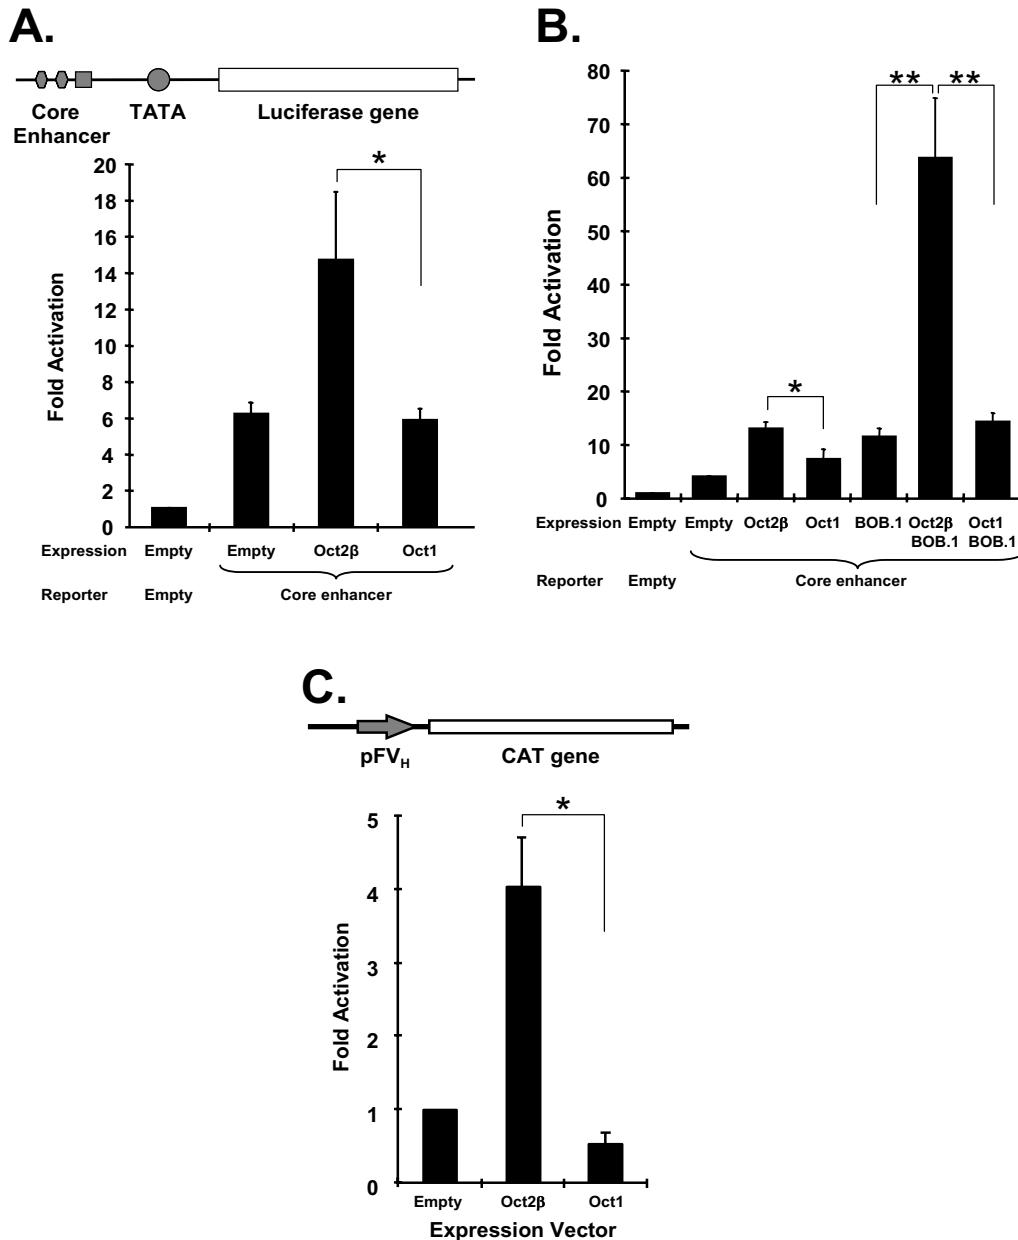 A.
Core Enhancer
TATA
Luciferase gene
Fold Activation
20
18
16
14
12
10
8
6
4
2
0
*
Expression Empty Empty Oct2β Oct1
Reporter Empty Core enhancer
B.
Fold Activation
80
70
60
50
40
30
20
10
0
*
**
**
Expression Empty Empty Oct2β Oct1 BOB.1 Oct2β BOB.1 Oct1 BOB.1
Reporter Empty Core enhancer
C.
pFVH
CAT gene
Fold Activation
5
4
3
2
1
0
*
Empty Oct2β Oct1
Expression Vector